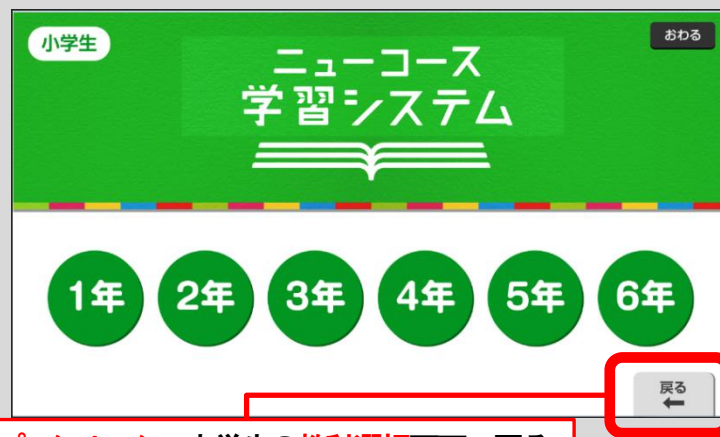 小学生
おわる
ニューコース
学習システム
1年 2年 3年 4年 5年 6年
戻る